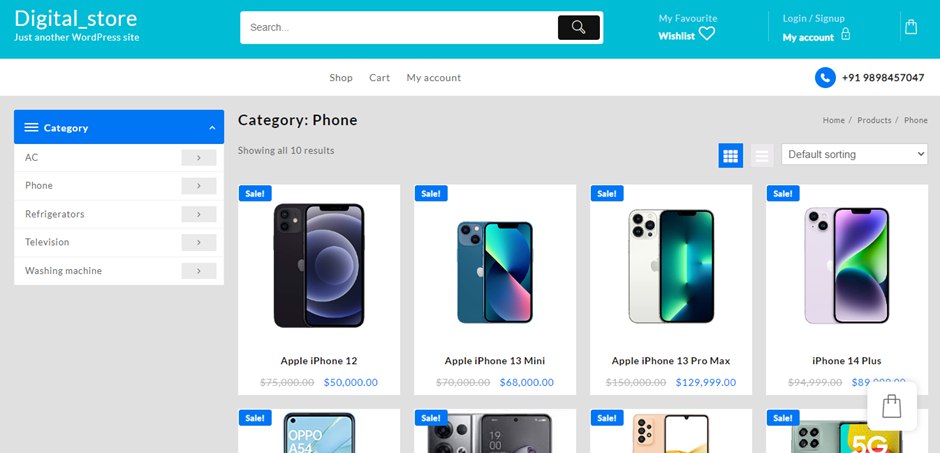 Digital_store
Just another WordPress site
Search...
My Favourite
Wishlist
Login / Signup
My account
Shop
Cart
My account
+91 9898457047
Category
AC
Phone
Refrigerators
Television
Washing machine
Category: Phone
Home / Products / Phone
Showing all 10 results
Default sorting
Sale!
Sale!
Sale!
Sale!
Apple iPhone 12
$75,000.00 $50,000.00
Apple iPhone 13 Mini
$70,000.00 $68,000.00
Apple iPhone 13 Pro Max
$150,000.00 $129,999.00
iPhone 14 Plus
$94,999.00
Sale!
OPPO
A54
Sale!
19
00
Sale!
Sale!
5G